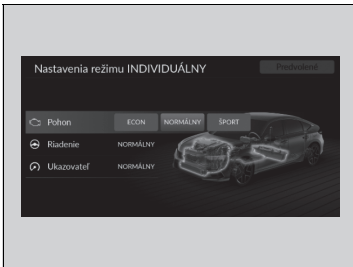 Nastavenia režimu INDIVIDUÁLNY
Predvolené
Pohon ECON NORMÁLNY ŠPORT
Riadenie NORMÁLNY
Ukazovateľ NORMÁLNY